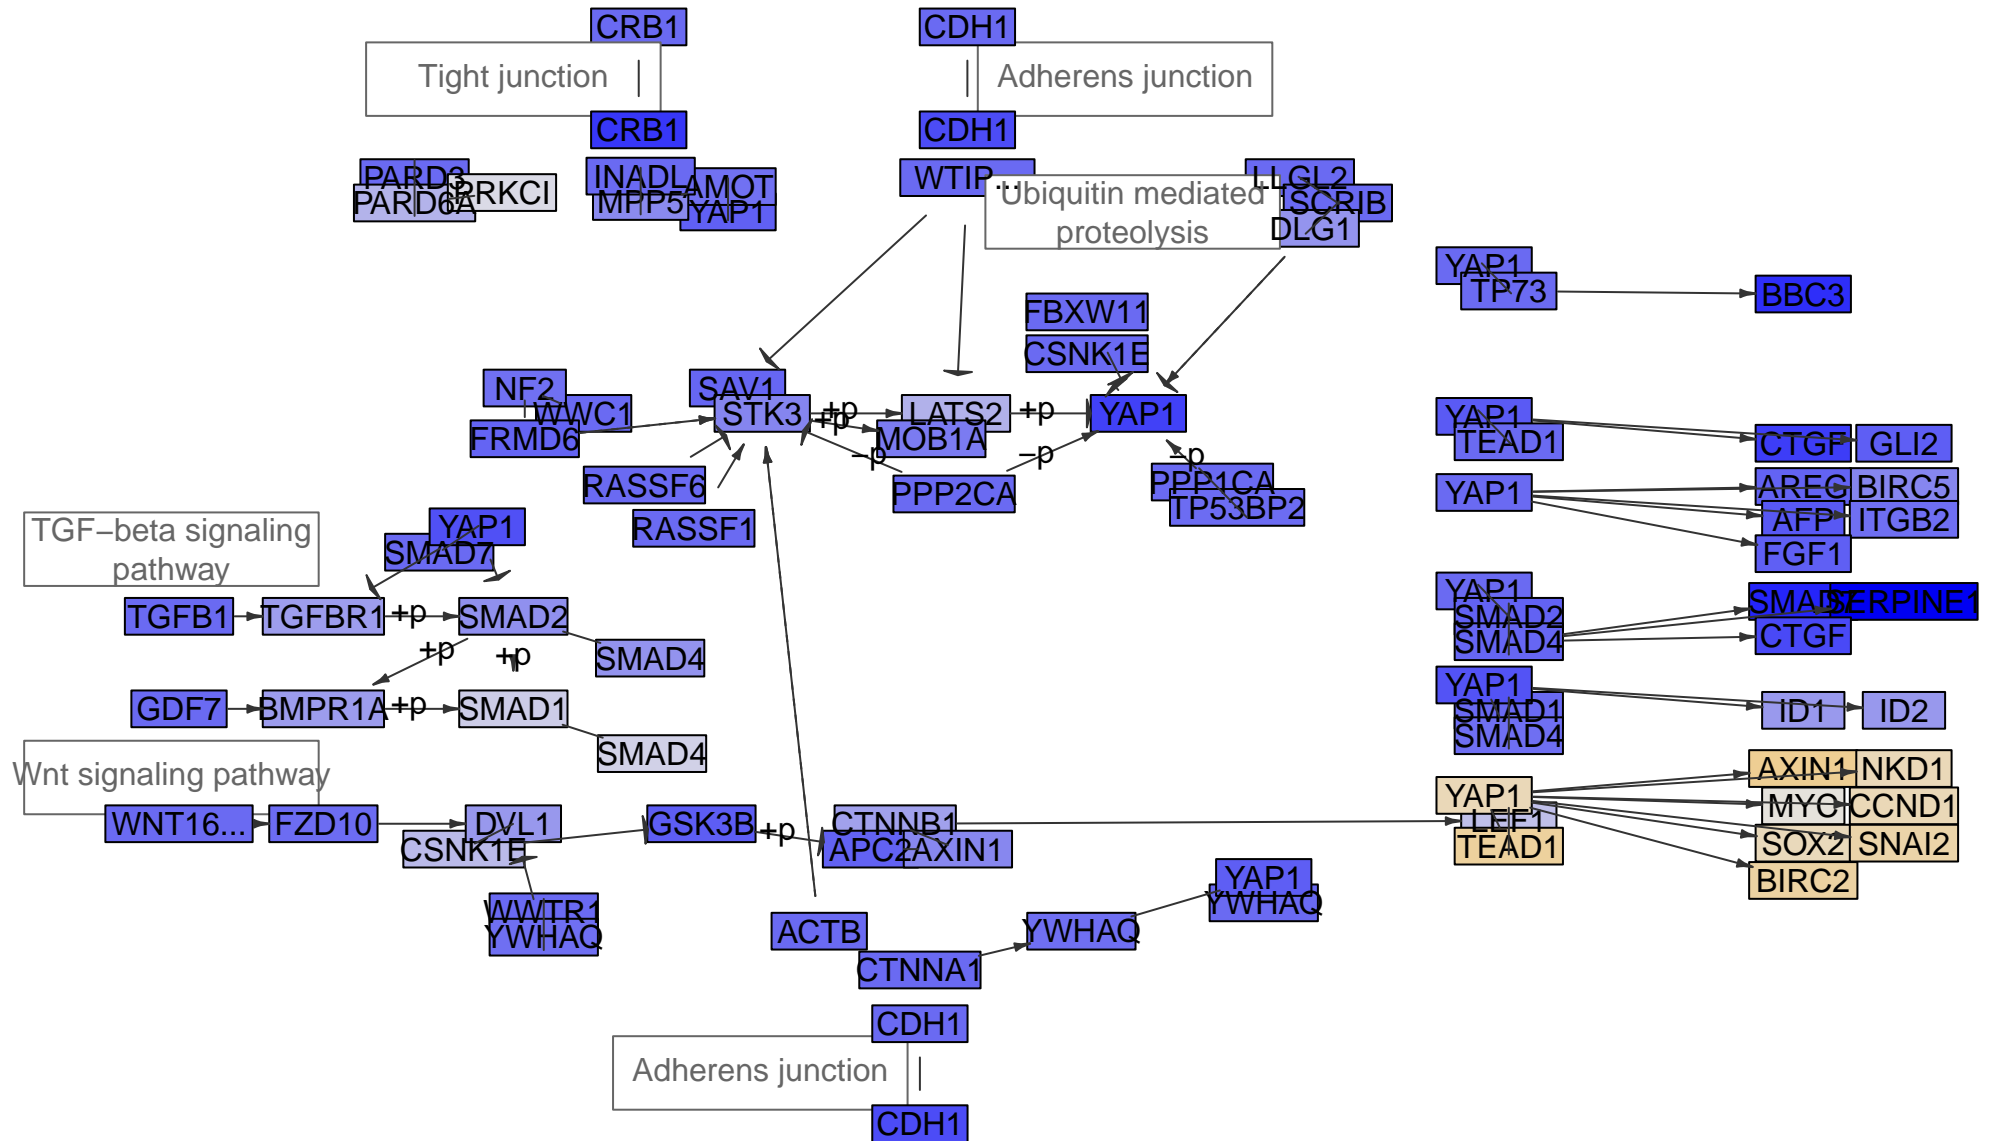 CRB1
CDH1
Tight junction
Adherens junction
CRB1
CDH1
PARD3
PARD6A
PRKCI
INADL
MPP5
AMOT
YAP1
WTIP...
Ubiquitin mediated
proteolysis
LLGL2
SCRIB
DLG1
YAP1
TP73
BBC3
FBXW11
CSNK1E
NF2
WWC1
FRMD6
SAV1
STK3
+p
+p
LATS2
MOB1A
+p
YAP1
−p
−p
−p
RASSF6
RASSF1
PPP2CA
PPP1CA
TP53BP2
YAP1
TEAD1
CTGF
GLI2
YAP1
AREG
BIRC5
AFP
ITGB2
FGF1
TGF−beta signaling
pathway
YAP1
SMAD7
TGFB1
TGFBR1
+p
SMAD2
+p
+p
SMAD4
GDF7
BMPR1A
+p
SMAD1
SMAD4
YAP1
SMAD2
SMAD4
SMAD7
SERPINE1
CTGF
YAP1
SMAD1
SMAD4
ID1
ID2
Wnt signaling pathway
WNT16...
FZD10
DVL1
CSNK1E
GSK3B
+p
CTNNB1
APC2
AXIN1
YAP1
LEF1
TEAD1
AXIN1
NKD1
MYC
CCND1
SOX2
SNAI2
BIRC2
WWTR1
YWHAQ
ACTB
CTNNA1
YWHAQ
YAP1
YWHAQ
CDH1
Adherens junction
CDH1